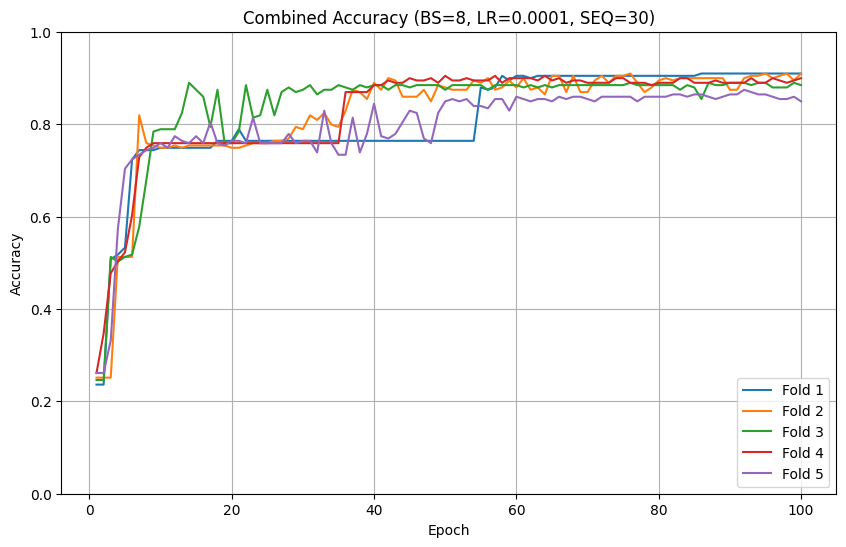 Combined Accuracy (BS=8, LR=0.0001, SEQ=30)
1.0
0.8
0.6
0.4
0.2
0.0
Accuracy
0 20 40 60 80 100
Epoch
Fold 1
Fold 2
Fold 3
Fold 4
Fold 5